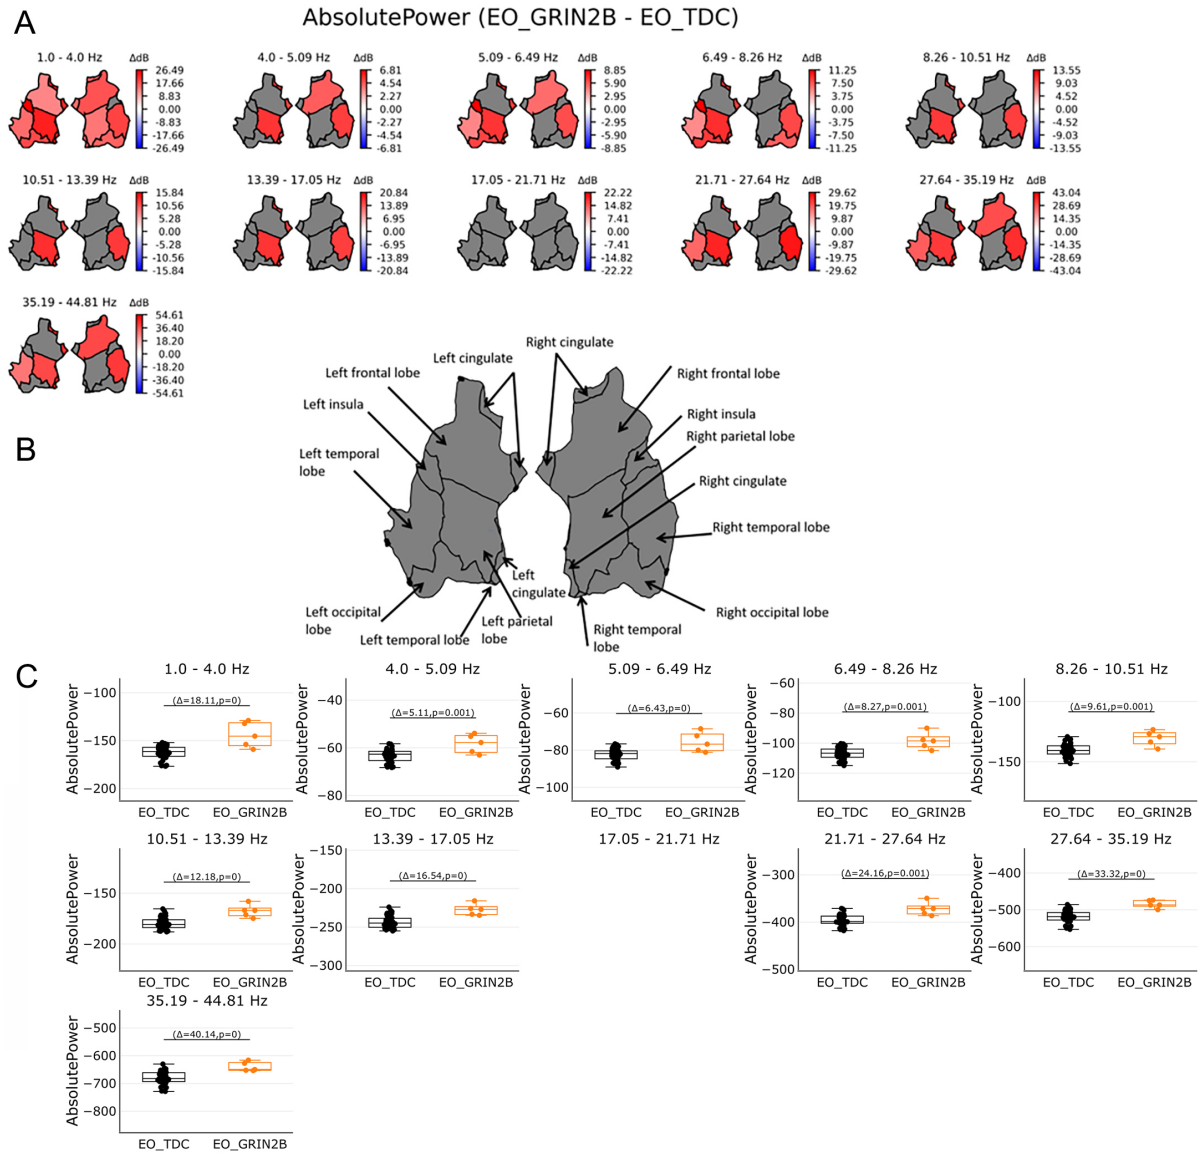 A
AbsolutePower (EO_GRIN2B - EO_TDC)
1.0 - 4.0 Hz ΔdB
26.49
17.66
8.83
0.00
-8.83
-17.66
-26.49
4.0 - 5.09 Hz ΔdB
6.81
4.54
2.27
0.00
-2.27
-4.54
-6.81
5.09 - 6.49 Hz ΔdB
8.85
5.90
2.95
0.00
-2.95
-5.90
-8.85
6.49 - 8.26 Hz ΔdB
11.25
7.50
3.75
0.00
-3.75
-7.50
-11.25
8.26 - 10.51 Hz ΔdB
13.55
9.03
4.52
0.00
-4.52
-9.03
-13.55
10.51 - 13.39 Hz ΔdB
15.84
10.56
5.28
0.00
-5.28
-10.56
-15.84
13.39 - 17.05 Hz ΔdB
20.84
13.89
6.95
0.00
-6.95
-13.89
-20.84
17.05 - 21.71 Hz ΔdB
22.22
14.82
7.41
0.00
-7.41
-14.82
-22.22
21.71 - 27.64 Hz ΔdB
29.62
19.75
9.87
0.00
-9.87
-19.75
-29.62
27.64 - 35.19 Hz ΔdB
43.04
28.69
14.35
0.00
-14.35
-28.69
-43.04
35.19 - 44.81 Hz ΔdB
54.61
36.40
18.20
0.00
-18.20
-36.40
-54.61
B
Left cingulate
Right cingulate
Left frontal lobe
Right frontal lobe
Left insula
Right insula
Right parietal lobe
Left temporal
lobe
Right cingulate
Right temporal lobe
Left
cingulate
Left occipital
lobe
Left temporal lobe
Left parietal
lobe
Right temporal
lobe
Right occipital lobe
C
1.0 - 4.0 Hz
AbsolutePower
−100
−150
−200
(Δ=18.11,p=0)
EO_TDC EO_GRIN2B
4.0 - 5.09 Hz
AbsolutePower
−40
−60
−80
(Δ=5.11,p=0.001)
EO_TDC EO_GRIN2B
5.09 - 6.49 Hz
AbsolutePower
−60
−80
−100
(Δ=6.43,p=0)
EO_TDC EO_GRIN2B
6.49 - 8.26 Hz
AbsolutePower
−60
−80
−100
−120
(Δ=8.27,p=0.001)
EO_TDC EO_GRIN2B
8.26 - 10.51 Hz
AbsolutePower
−100
−150
(Δ=9.61,p=0.001)
EO_TDC EO_GRIN2B
10.51 - 13.39 Hz
AbsolutePower
−150
−200
(Δ=12.18,p=0)
EO_TDC EO_GRIN2B
13.39 - 17.05 Hz
AbsolutePower
−150
−200
−250
−300
(Δ=16.54,p=0)
EO_TDC EO_GRIN2B
17.05 - 21.71 Hz
21.71 - 27.64 Hz
AbsolutePower
−300
−400
−500
(Δ=24.16,p=0.001)
EO_TDC EO_GRIN2B
27.64 - 35.19 Hz
AbsolutePower
−400
−500
−600
(Δ=33.32,p=0)
EO_TDC EO_GRIN2B
35.19 - 44.81 Hz
AbsolutePower
−500
−600
−700
−800
(Δ=40.14,p=0)
EO_TDC EO_GRIN2B